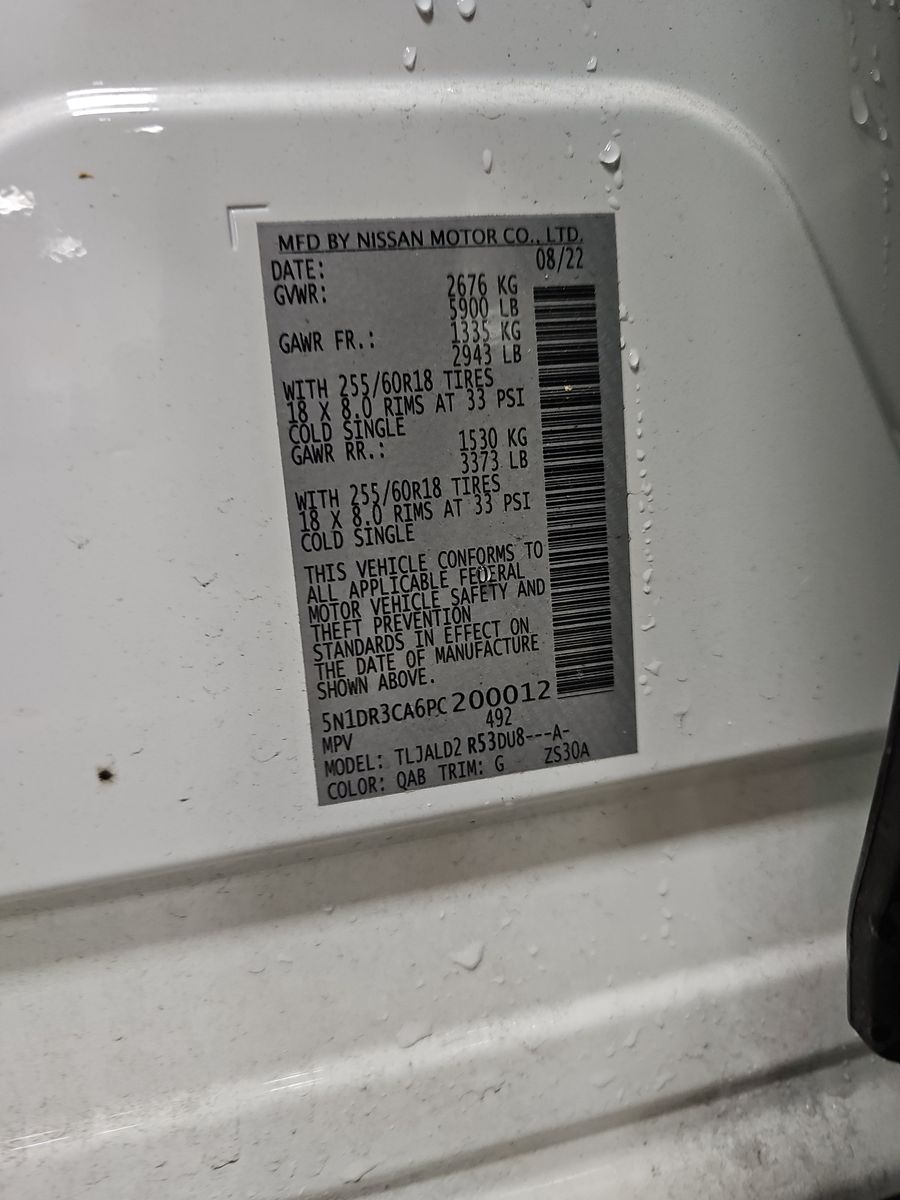 MFD BY NISSAN MOTOR CO., LTD.
DATE: 08/22
GVWR: 2676 KG
5900 LB
GAWR FR.: 1335 KG
2943 LB
WITH 255/60R18 TIRES
18 X 8.0 RIMS AT 33 PSI
COLD SINGLE
GAWR RR.: 1530 KG
3373 LB
WITH 255/60R18 TIRES
18 X 8.0 RIMS AT 33 PSI
COLD SINGLE
THIS VEHICLE CONFORMS TO
ALL APPLICABLE FEDERAL
MOTOR VEHICLE SAFETY AND
THEFT PREVENTION
STANDARDS IN EFFECT ON
THE DATE OF MANUFACTURE
SHOWN ABOVE.
5N1DR3CA6PC200012
MPV 492
MODEL: TLJALD2 R53DU8---A-
COLOR: QAB TRIM: G ZS30A